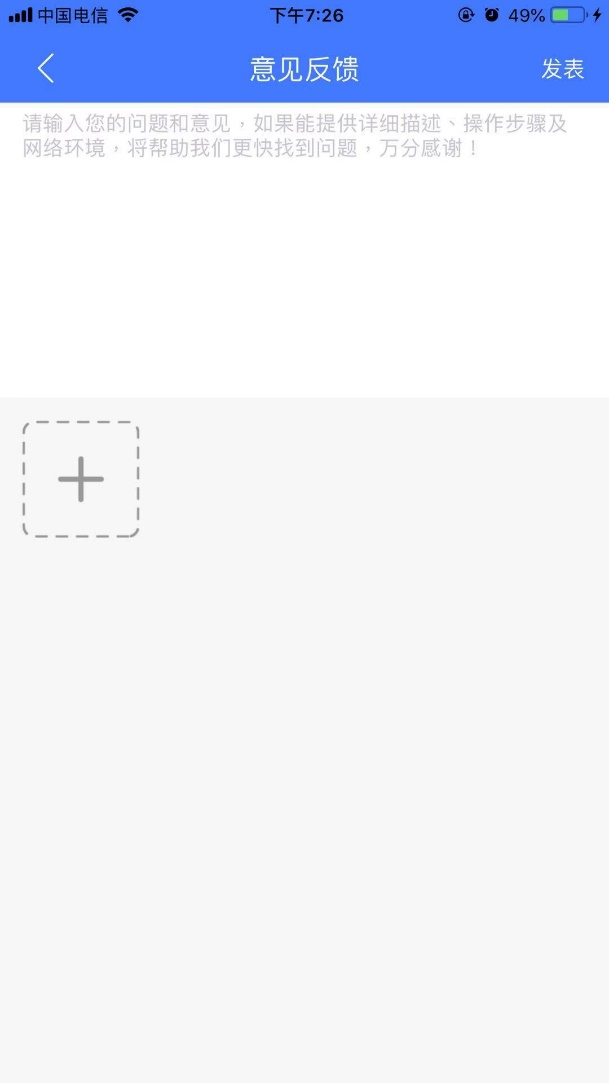 中国电信 下午7:26 49%
意见反馈 发表
请输入您的问题和意见，如果能提供详细描述、操作步骤及
网络环境，将帮助我们更快找到问题，万分感谢！